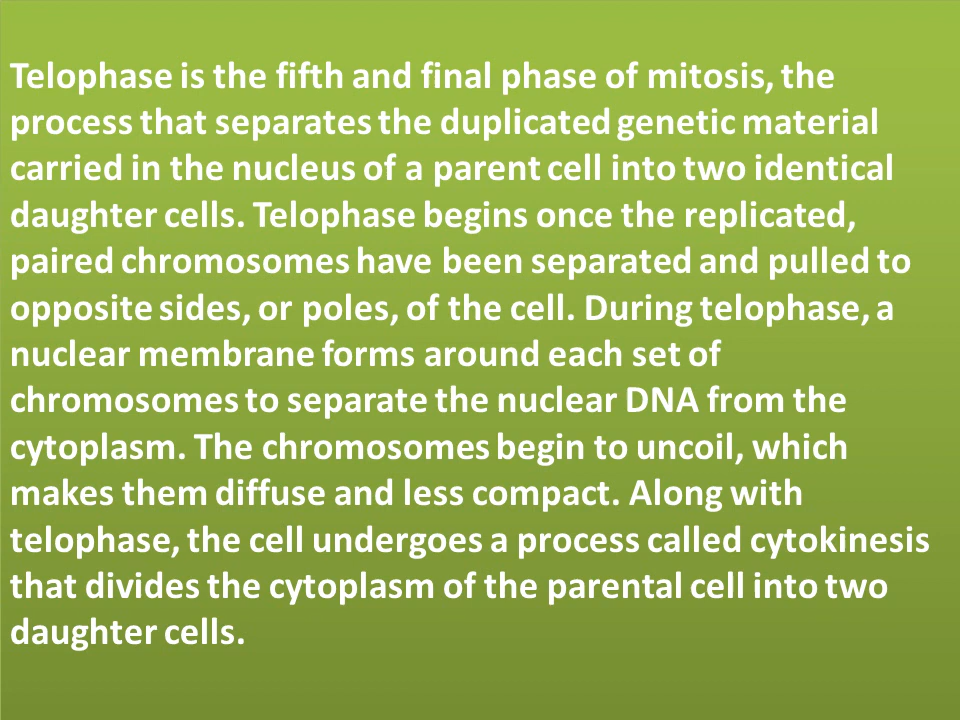 Telophase is the fifth and final phase of mitosis, the
process that separates the duplicated genetic material
carried in the nucleus of a parent cell into two identical
daughter cells. Telophase begins once the replicated,
paired chromosomes have been separated and pulled to
opposite sides, or poles, of the cell. During telophase, a
nuclear membrane forms around each set of
chromosomes to separate the nuclear DNA from the
cytoplasm. The chromosomes begin to uncoil, which
makes them diffuse and less compact. Along with
telophase, the cell undergoes a process called cytokinesis
that divides the cytoplasm of the parental cell into two
daughter cells.